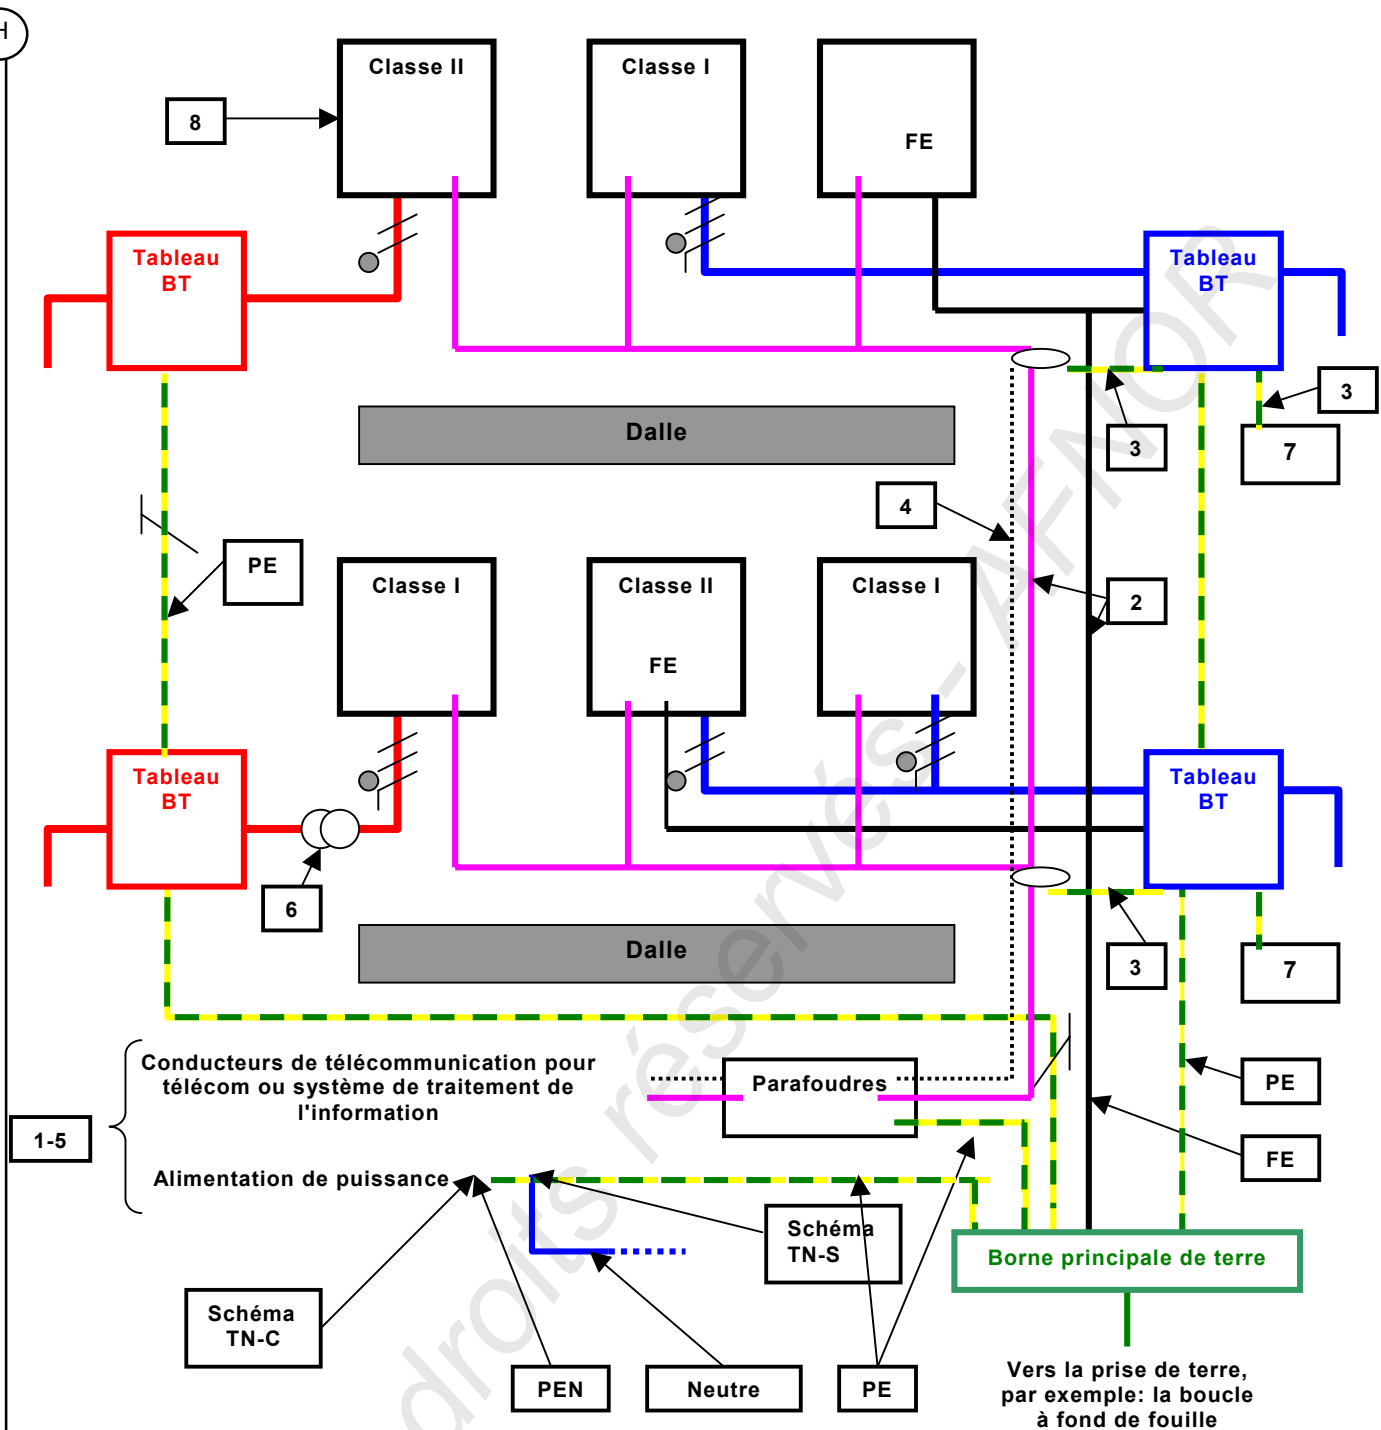 H
Classe II
Classe I
8
FE
Tableau
BT
Tableau
BT
3
Dalle
3
7
4
PE
Classe I
Classe II
Classe I
2
FE
Tableau
BT
Tableau
BT
6
Dalle
3
7
Conducteurs de télécommunication pour
télécom ou système de traitement de
l'information
Parafoudres
PE
1-5
FE
Alimentation de puissance
Schéma
TN-S
Borne principale de terre
Schéma
TN-C
PEN
Neutre
PE
Vers la prise de terre,
par exemple: la boucle
à fond de fouille
droits réservés - AFNOR